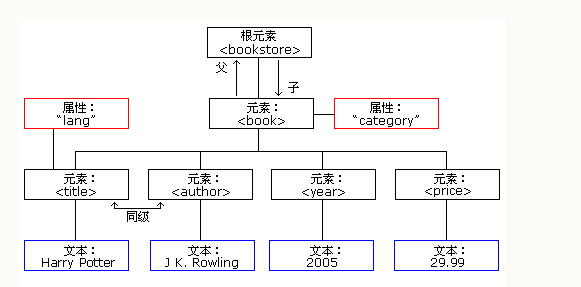 根元素
<bookstore>
父
子
属性：
“lang”
元素：
<book>
属性：
“category”
元素：
<title>
元素：
<author>
元素：
<year>
元素：
<price>
同级
文本：
Harry Potter
文本：
J K. Rowling
文本：
2005
文本：
29.99